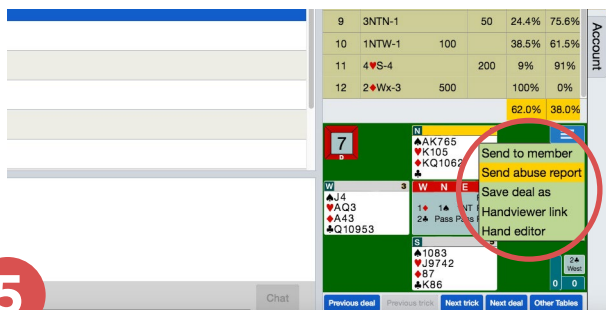 9 3NTN-1 50 24.4% 75.6%
10 1NTW-1 100 38.5% 61.5%
11 4♥S-4 200 9% 91%
12 2♦Wx-3 500 100% 0%
62.0% 38.0%
Account
7
D
N
♠AK765
♥K105
♦KQ1062
♣
Send to member
Send abuse report
Save deal as
Handviewer link
Hand editor
W 3
♠J4
♥AQ3
♦A43
♣Q10953
W N E
1♦ 1♠ NT
2♣ Pass Pass
S
♠1083
♥J9742
♦87
♣K86
2♣
West
0 0
5
Chat
Previous deal Previous trick Next trick Next deal Other Tables